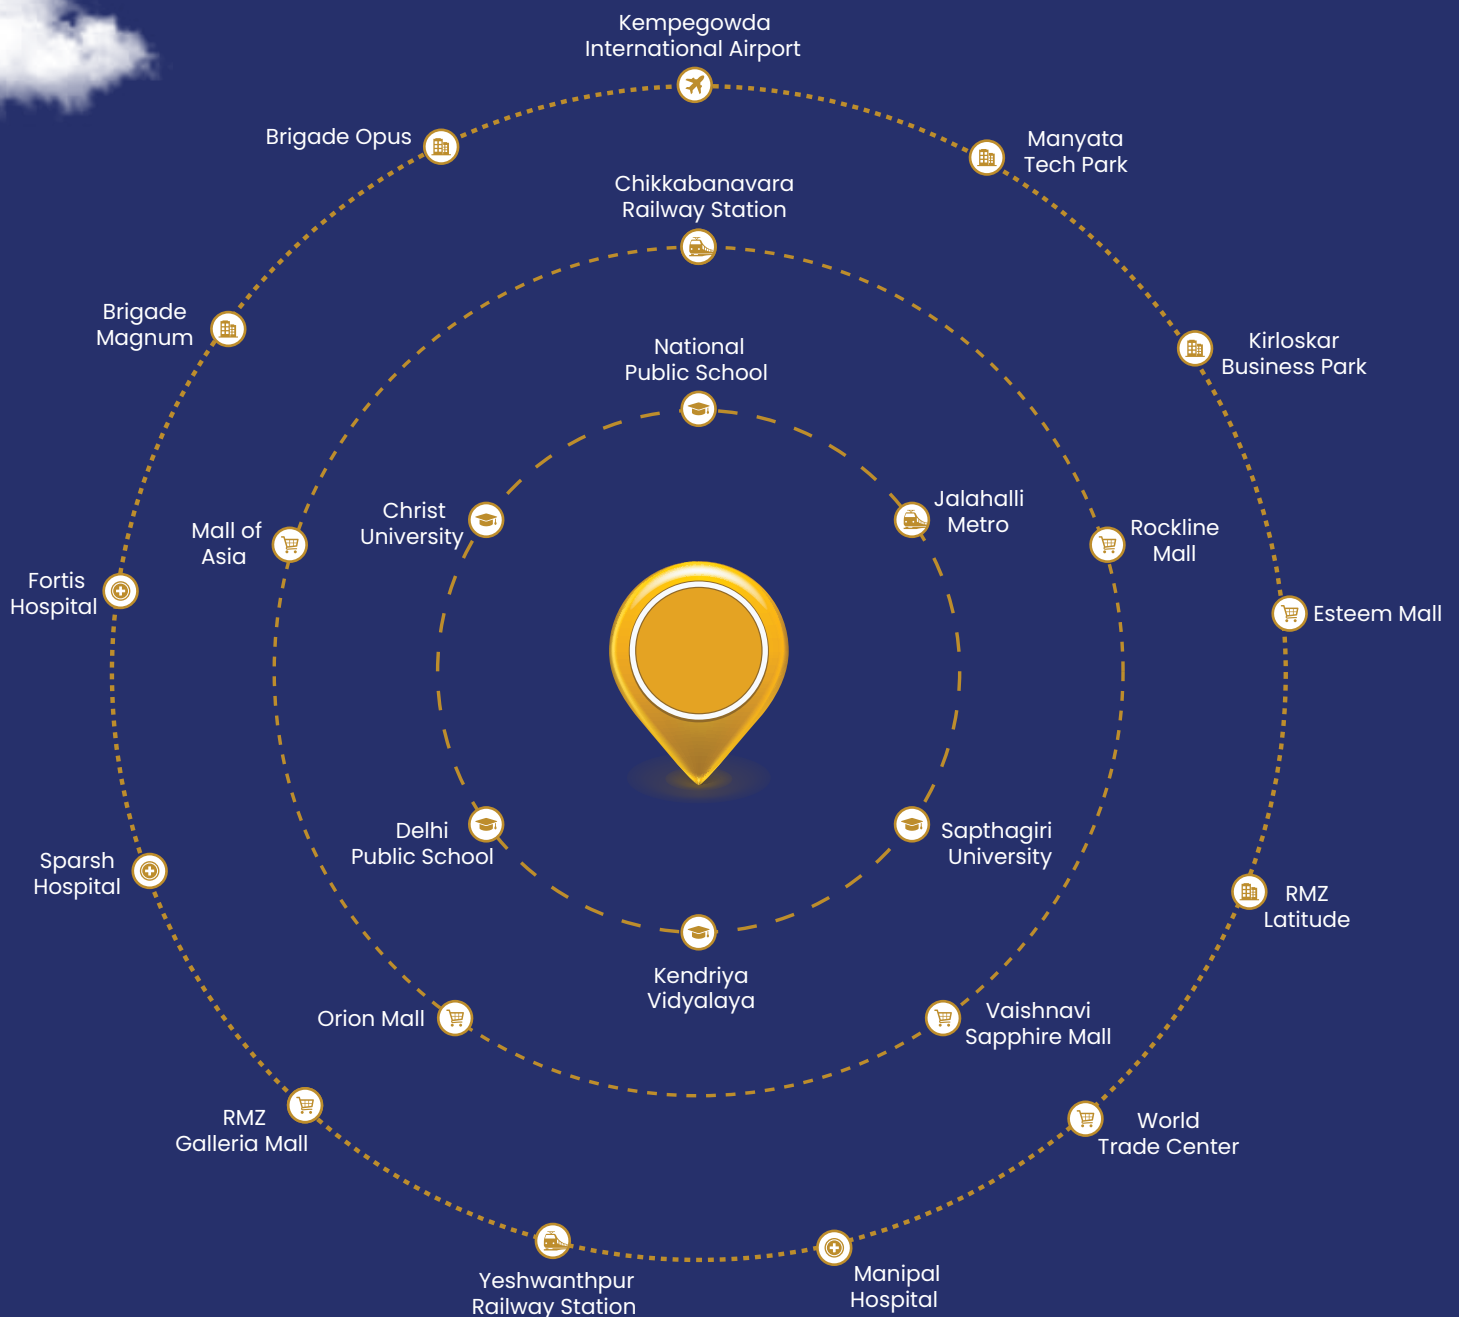 Kempegowda
International Airport
Brigade Opus
Manyata
Tech Park
Chikkabanavara
Railway Station
Brigade
Magnum
Kirloskar
Business Park
National
Public School
Christ
University
Jalahalli
Metro
Mall of
Asia
Rockline
Mall
Fortis
Hospital
Esteem Mall
Delhi
Public School
Sapthagiri
University
Sparsh
Hospital
RMZ
Latitude
Kendriya
Vidyalaya
Orion Mall
Vaishnavi
Sapphire Mall
RMZ
Galleria Mall
World
Trade Center
Yeshwanthpur
Railway Station
Manipal
Hospital